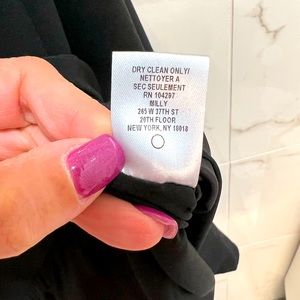 DRY CLEAN ONLY/
NETTOYER A
SEC SEULEMENT
RN 104297
MILLY
265 W 37TH ST
20TH FLOOR
NEW YORK, NY 10018